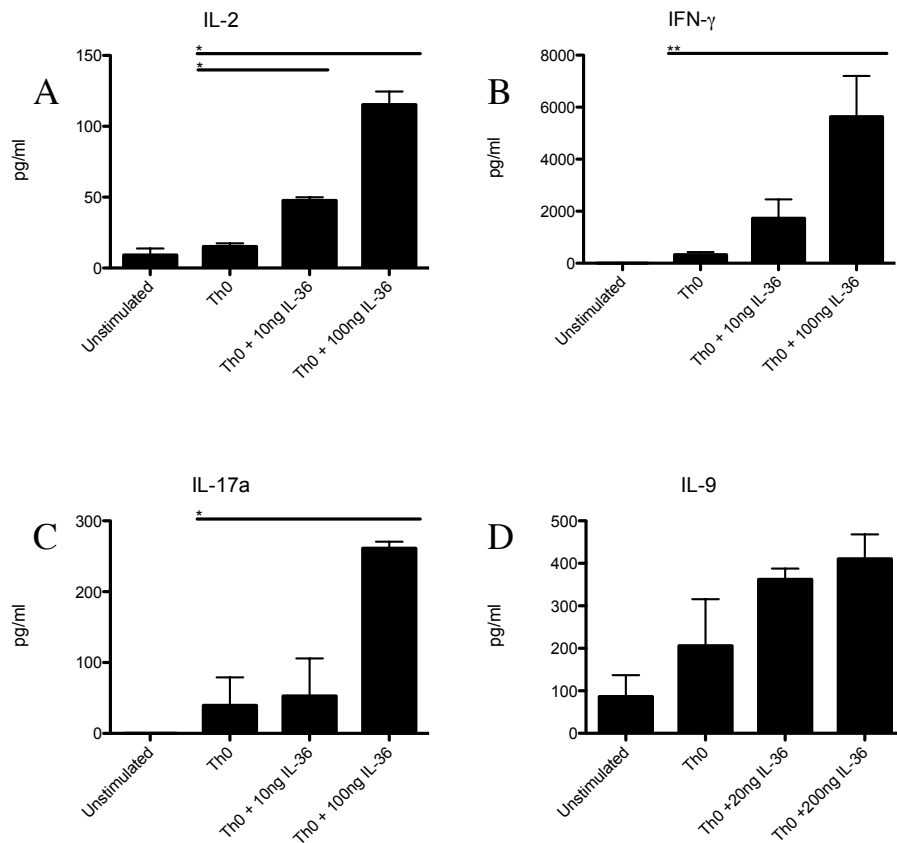 IL-2
*
*
A
pg/ml
150
100
50
0
Unstimulated
Th0
Th0 + 10ng IL-36
Th0 + 100ng IL-36
IFN-γ
**
B
pg/ml
8000
6000
4000
2000
0
Unstimulated
Th0
Th0 + 10ng IL-36
Th0 + 100ng IL-36
IL-17a
*
C
pg/ml
300
200
100
0
Unstimulated
Th0
Th0 + 10ng IL-36
Th0 + 100ng IL-36
IL-9
D
pg/ml
500
400
300
200
100
0
Unstimulated
Th0
Th0 +20ng IL-36
Th0 +200ng IL-36